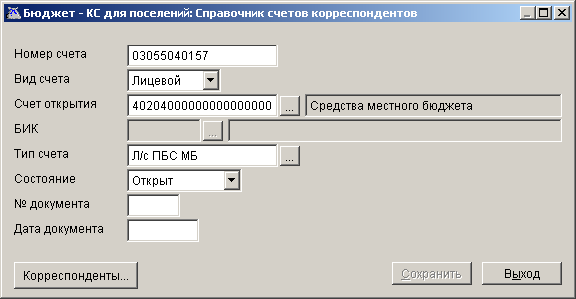 Бюджет - КС для поселений: Справочник счетов корреспондентов
Номер счета 03055040157
Вид счета Лицевой
Счет открытия 40204000000000000000 ... Средства местного бюджета
БИК ...
Тип счета Л/с ПБС МБ ...
Состояние Открыт
№ документа
Дата документа
Корреспонденты... Сохранить Выход